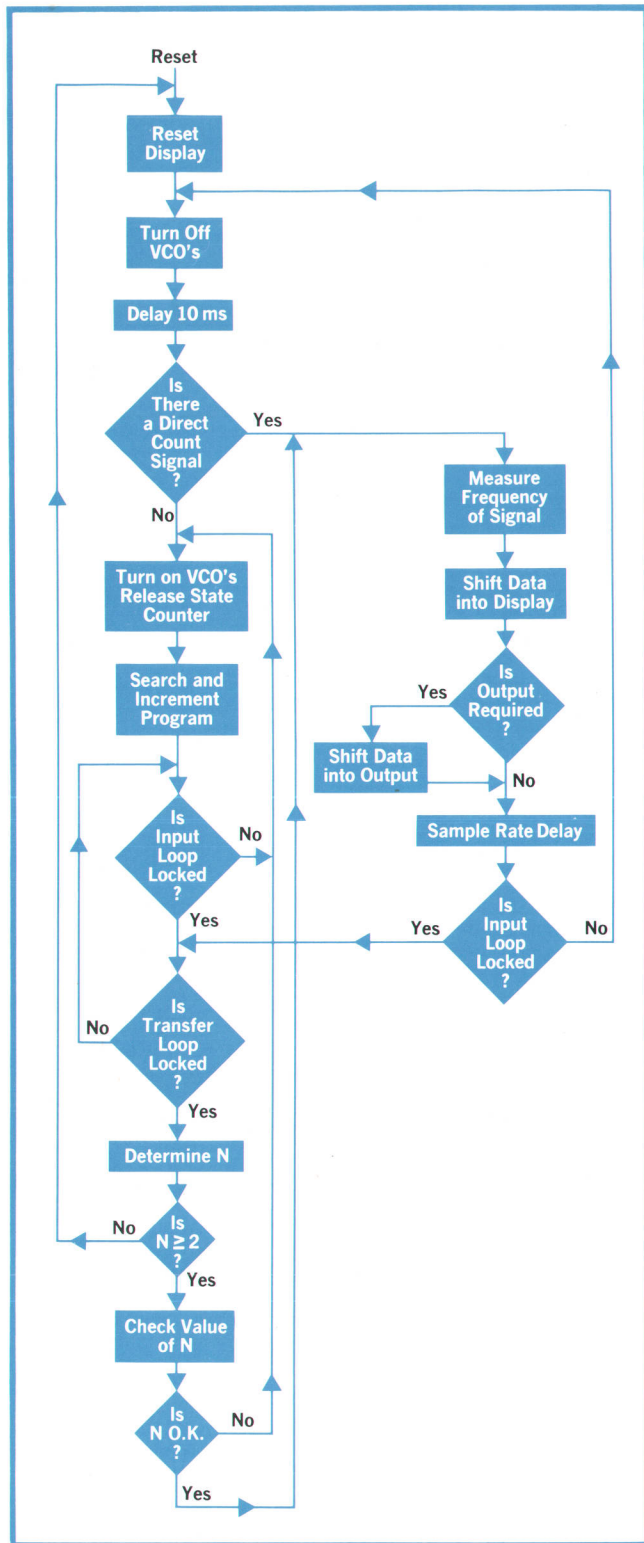 Reset
Reset
Display
Turn Off
VCO's
Delay 10 ms
Is
There
a Direct
Count
Signal
?
Yes
No
Turn on VCO's
Release State
Counter
Search and
Increment
Program
Is
Input
Loop
Locked
?
No
Yes
Is
Transfer
Loop
Locked
?
No
Yes
Determine N
Is
N ≥ 2
?
No
Yes
Check Value
of N
Is
N O.K.
?
No
Yes
Measure
Frequency
of Signal
Shift Data
into Display
Is
Output
Required
?
Yes
Shift Data
into Output
No
Sample Rate Delay
Is
Input
Loop
Locked
?
Yes
No